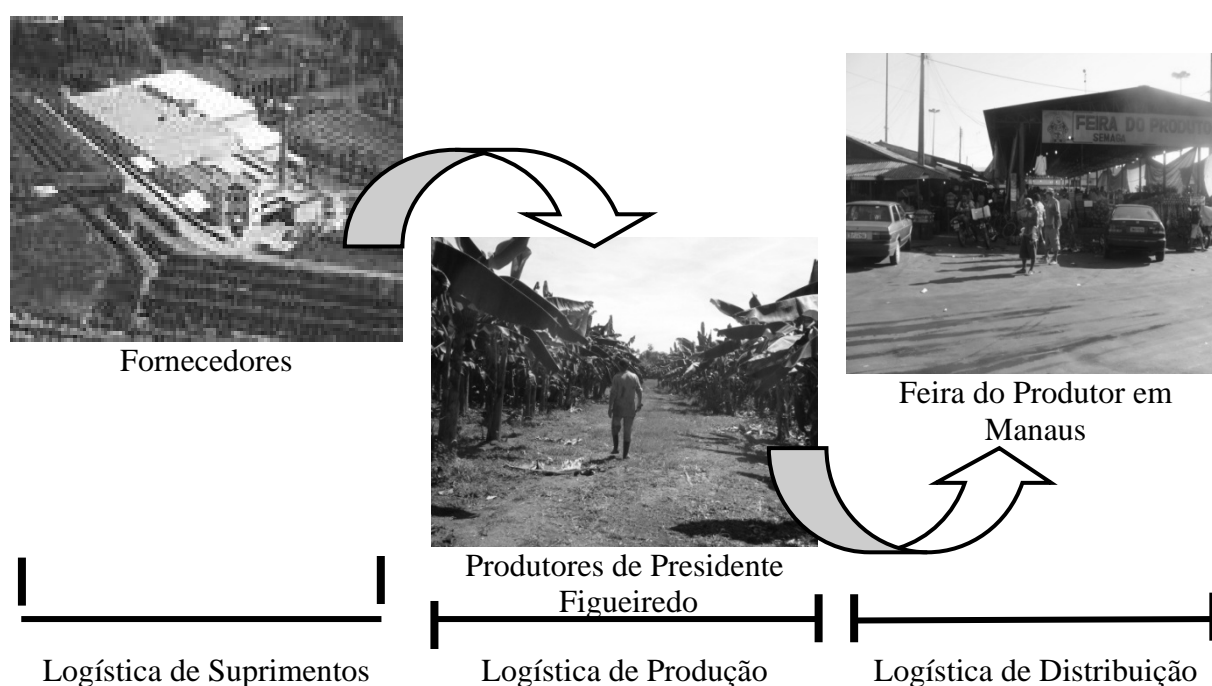 FEIRA DO PRODUTOR
SEMAGA
Fornecedores
Feira do Produtor em
Manaus
Produtores de Presidente
Figueiredo
Logística de Suprimentos
Logística de Produção
Logística de Distribuição